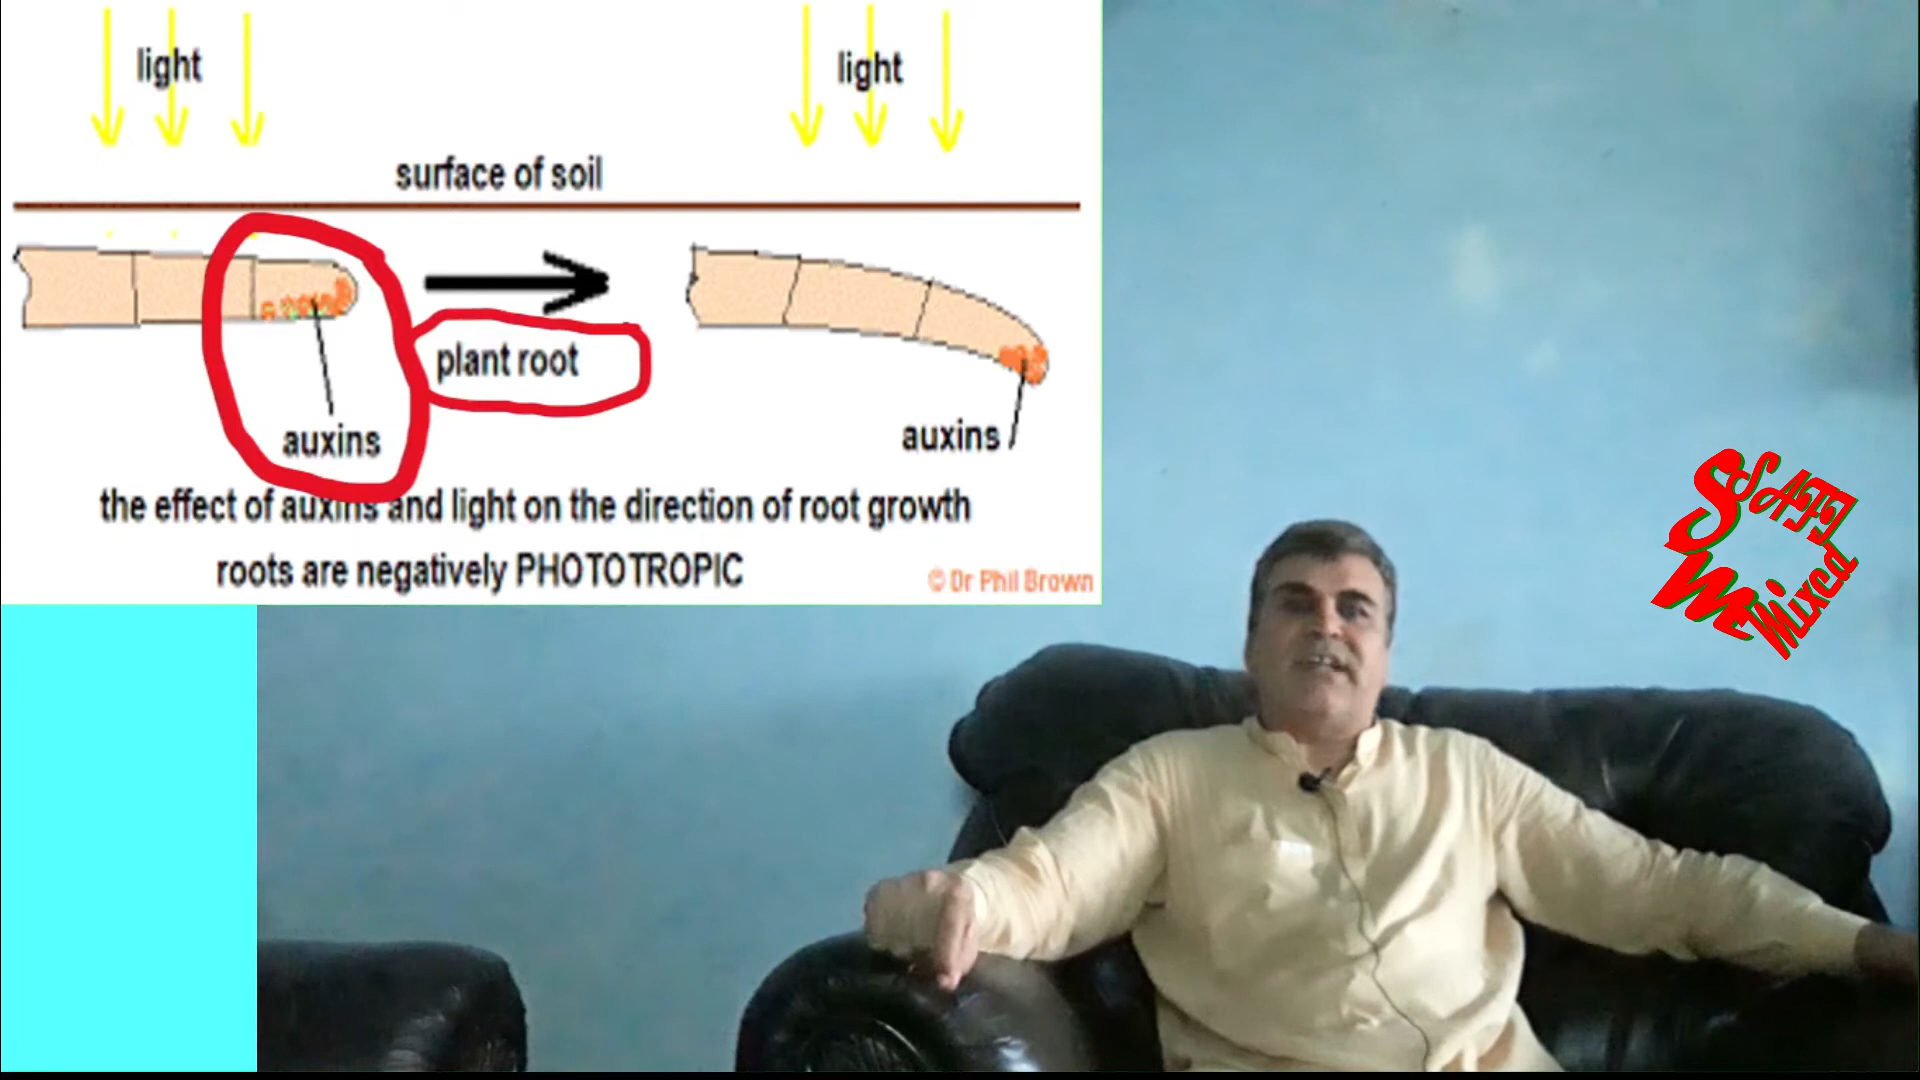 light
light
surface of soil
plant root
auxins
auxins
the effect of auxins and light on the direction of root growth
roots are negatively PHOTOTROPIC
© Dr Phil Brown
Mixed